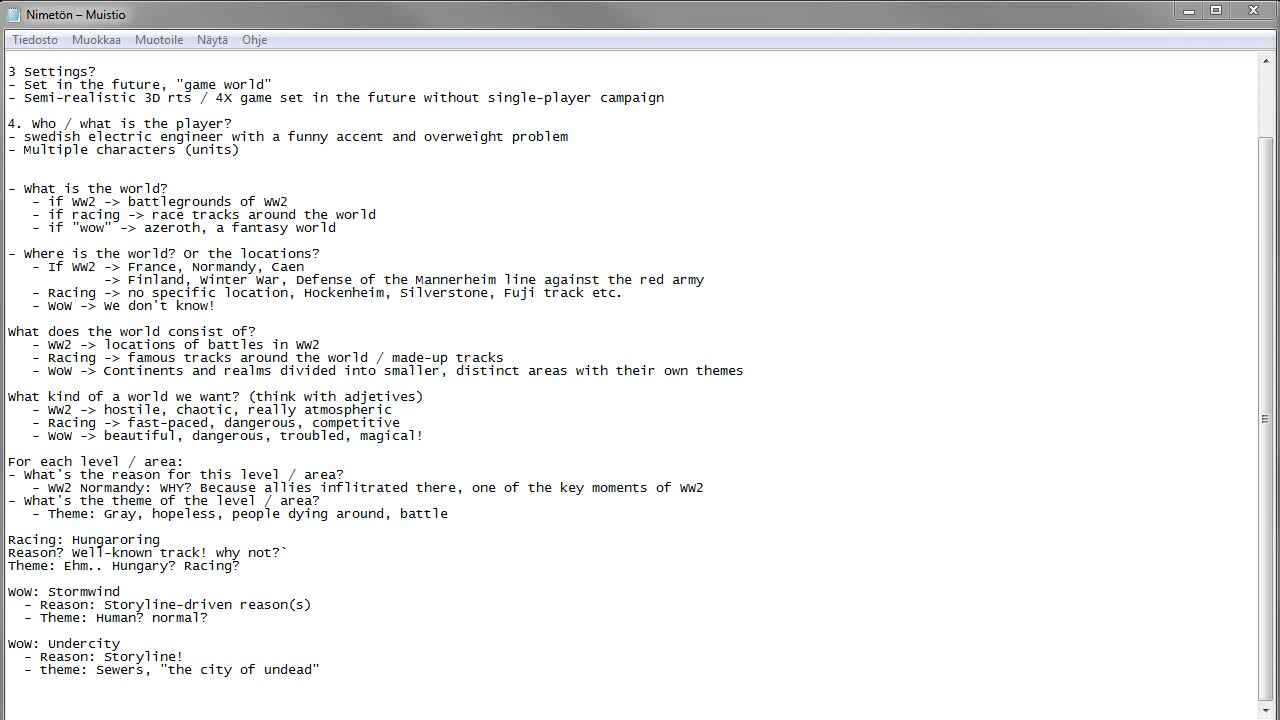 Nimetön – Muistio
Tiedosto Muokkaa Muotoile Näytä Ohje
3 Settings?
- Set in the future, "game world"
- Semi-realistic 3D rts / 4X game set in the future without single-player campaign
4. Who / what is the player?
- swedish electric engineer with a funny accent and overweight problem
- Multiple characters (units)
- What is the world?
- if WW2 -> battlegrounds of WW2
- if racing -> race tracks around the world
- if "wow" -> azeroth, a fantasy world
- Where is the world? Or the locations?
- If WW2 -> France, Normandy, Caen
-> Finland, Winter War, Defense of the Mannerheim line against the red army
- Racing -> no specific location, Hockenheim, Silverstone, Fuji track etc.
- WoW -> We don't know!
What does the world consist of?
- WW2 -> locations of battles in WW2
- Racing -> famous tracks around the world / made-up tracks
- WoW -> Continents and realms divided into smaller, distinct areas with their own themes
What kind of a world we want? (think with adjetives)
- WW2 -> hostile, chaotic, really atmospheric
- Racing -> fast-paced, dangerous, competitive
- WoW -> beautiful, dangerous, troubled, magical!
For each level / area:
- What's the reason for this level / area?
- WW2 Normandy: WHY? Because allies inflitrated there, one of the key moments of WW2
- What's the theme of the level / area?
- Theme: Gray, hopeless, people dying around, battle
Racing: Hungaroring
Reason? Well-known track! why not?`
Theme: Ehm.. Hungary? Racing?
WoW: Stormwind
- Reason: Storyline-driven reason(s)
- Theme: Human? normal?
WoW: Undercity
- Reason: Storyline!
- theme: Sewers, "the city of undead"